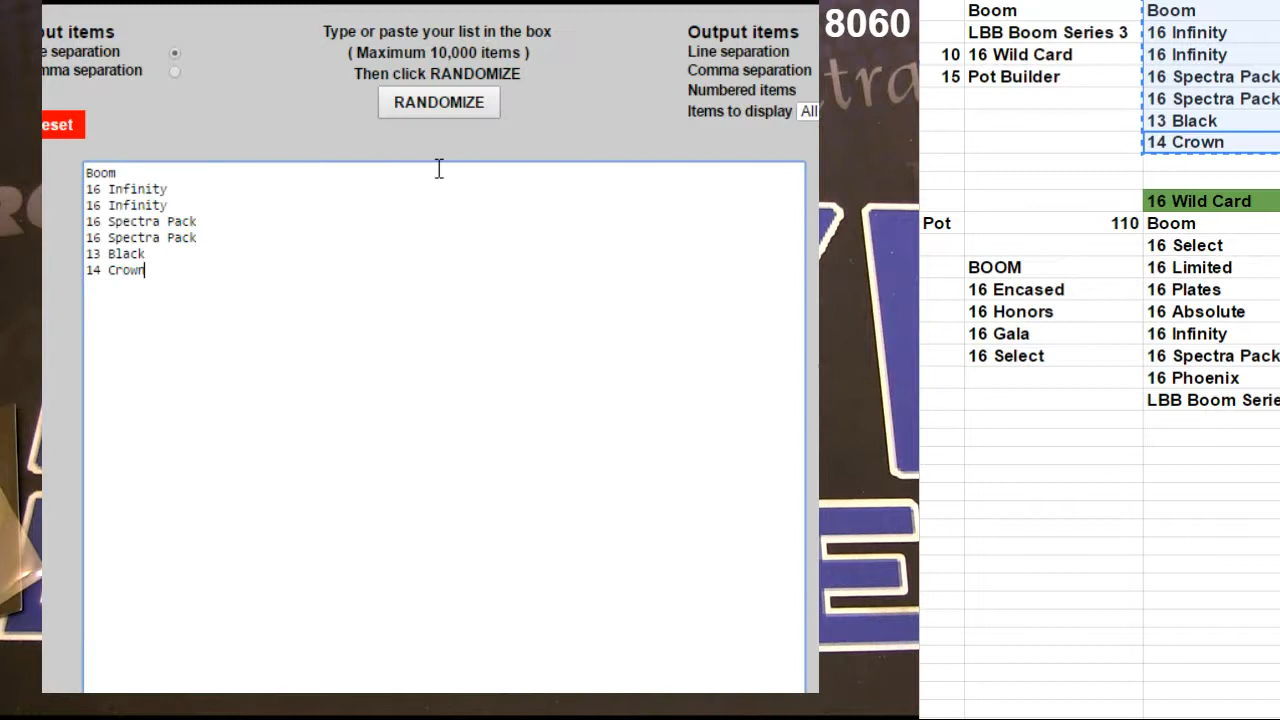 put items
e separation
mma separation
eset
Type or paste your list in the box
( Maximum 10,000 items )
Then click RANDOMIZE
RANDOMIZE
Output items
Line separation
Comma separation
Numbered items
Items to display All
Boom
16 Infinity
16 Infinity
16 Spectra Pack
16 Spectra Pack
13 Black
14 Crown
8060
Boom
LBB Boom Series 3
10 16 Wild Card
15 Pot Builder
Boom
16 Infinity
16 Infinity
16 Spectra Pack
16 Spectra Pack
13 Black
14 Crown
16 Wild Card
Pot 110 Boom
16 Select
BOOM 16 Limited
16 Encased 16 Plates
16 Honors 16 Absolute
16 Gala 16 Infinity
16 Select 16 Spectra Pack
16 Phoenix
LBB Boom Serie